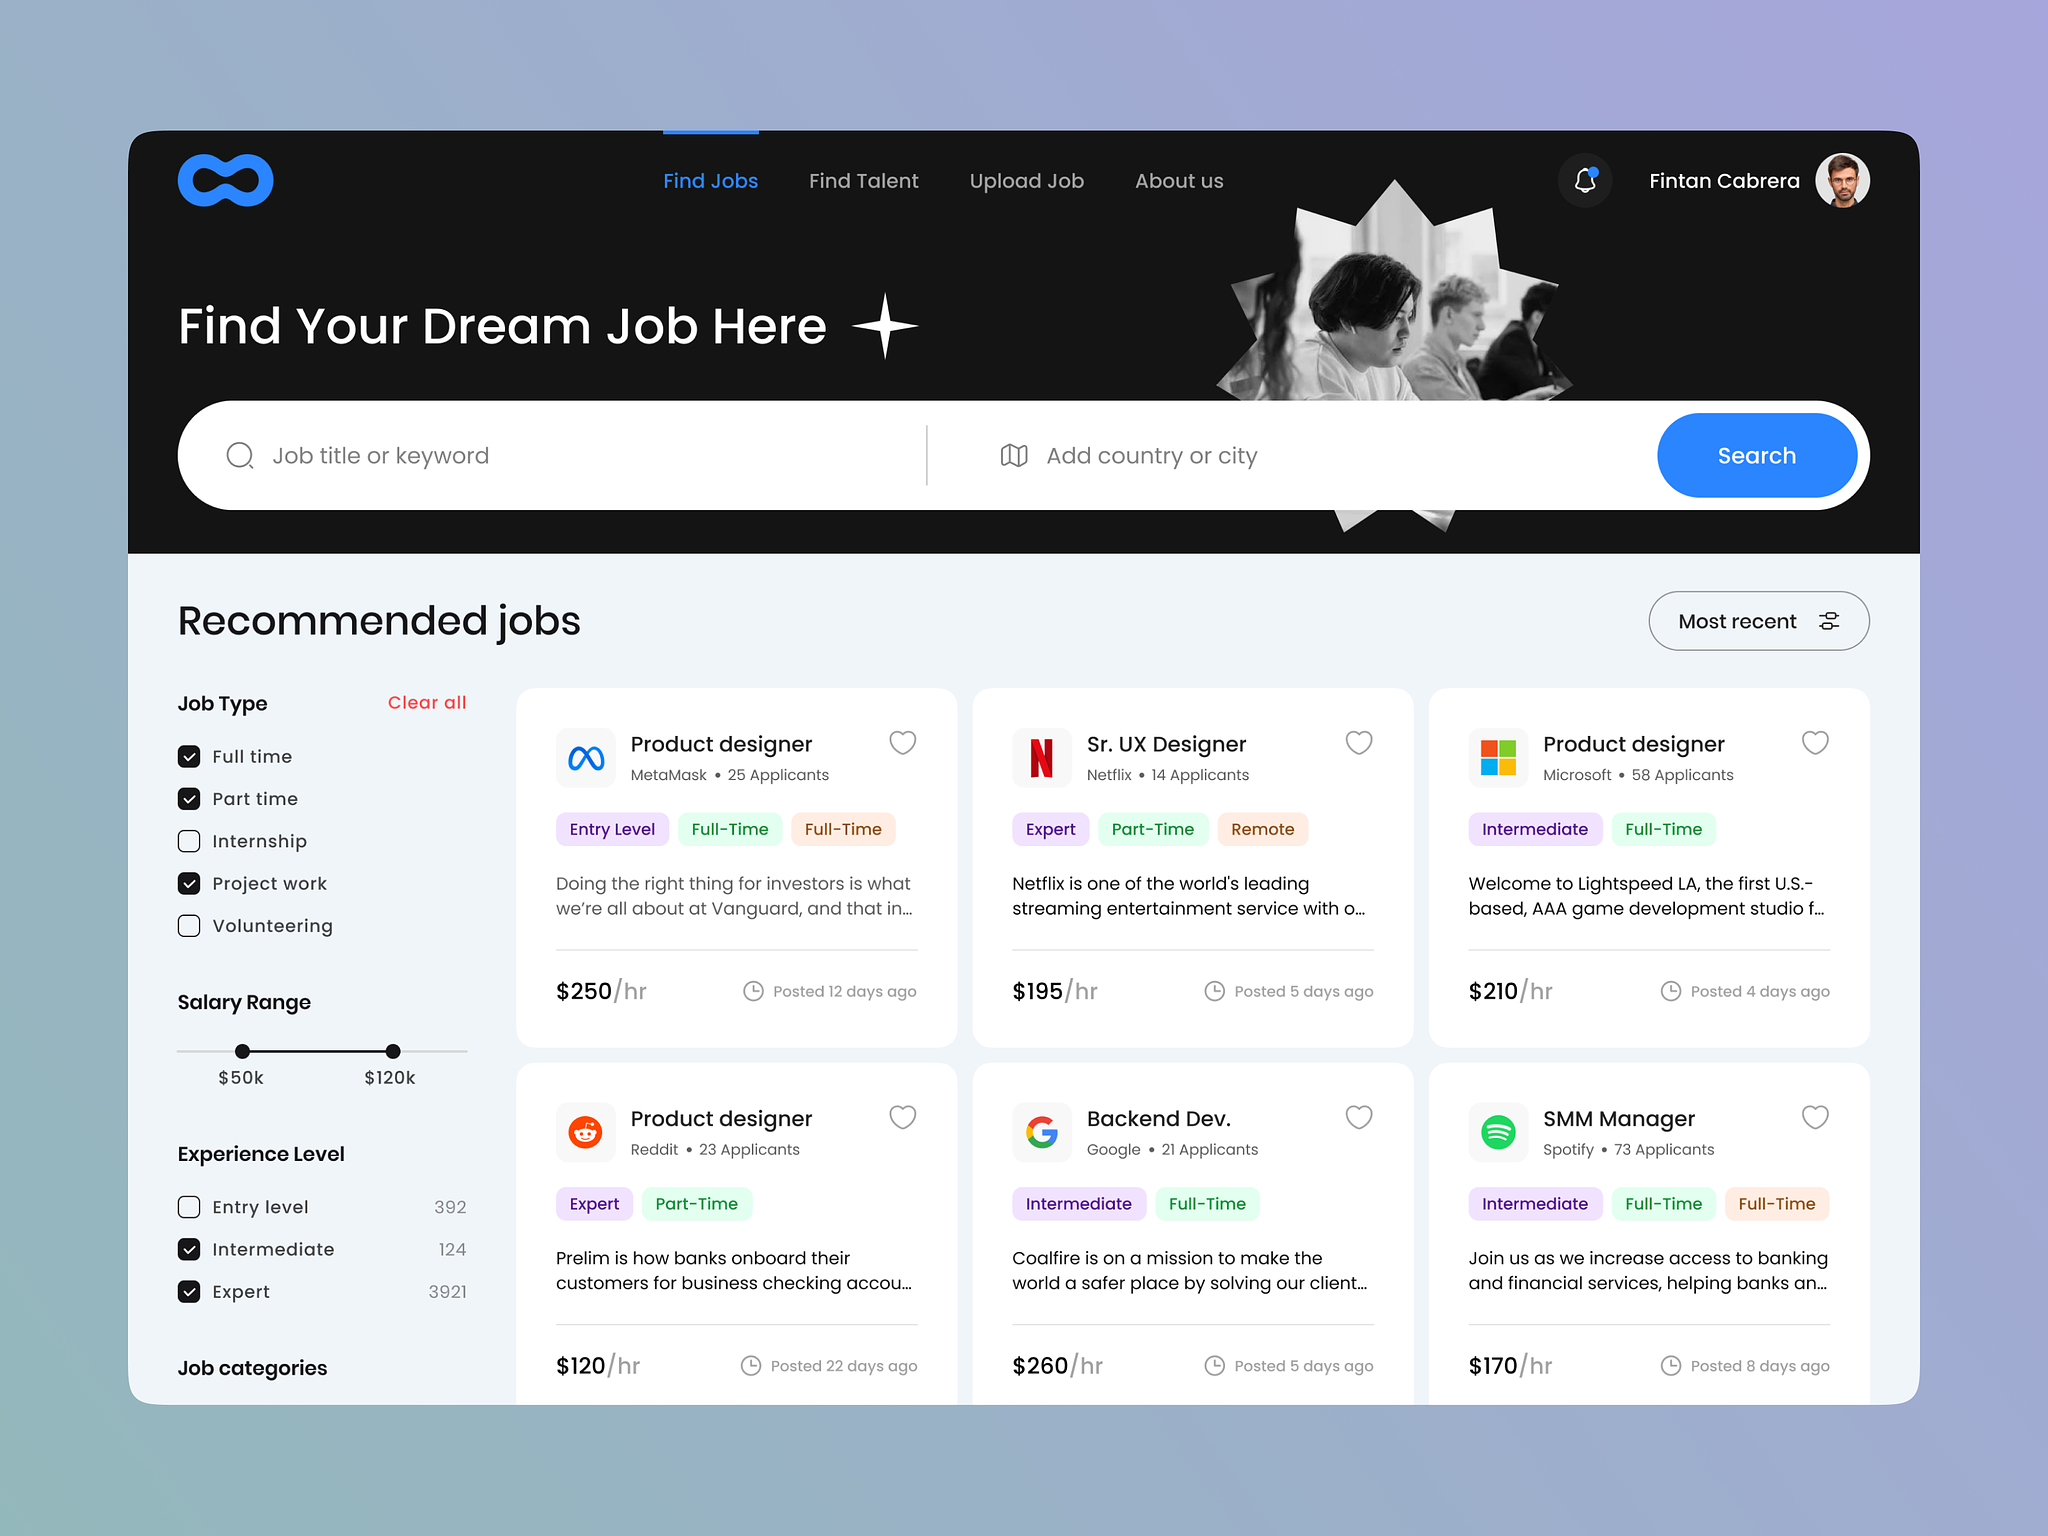 Find Jobs
Find Talent
Upload Job
About us
Fintan Cabrera
Find Your Dream Job Here
Job title or keyword
Add country or city
Search
Recommended jobs
Most recent
Job Type
Clear all
Full time
Part time
Internship
Project work
Volunteering
Salary Range
$50k
$120k
Experience Level
Entry level 392
Intermediate 124
Expert 3921
Job categories
Product designer
MetaMask • 25 Applicants
Entry Level
Full-Time
Full-Time
Doing the right thing for investors is what
we’re all about at Vanguard, and that in...
$250/hr
Posted 12 days ago
Sr. UX Designer
Netflix • 14 Applicants
Expert
Part-Time
Remote
Netflix is one of the world's leading
streaming entertainment service with o...
$195/hr
Posted 5 days ago
Product designer
Microsoft • 58 Applicants
Intermediate
Full-Time
Welcome to Lightspeed LA, the first U.S.-
based, AAA game development studio f...
$210/hr
Posted 4 days ago
Product designer
Reddit • 23 Applicants
Expert
Part-Time
Prelim is how banks onboard their
customers for business checking accou...
$120/hr
Posted 22 days ago
Backend Dev.
Google • 21 Applicants
Intermediate
Full-Time
Coalfire is on a mission to make the
world a safer place by solving our client...
$260/hr
Posted 5 days ago
SMM Manager
Spotify • 73 Applicants
Intermediate
Full-Time
Full-Time
Join us as we increase access to banking
and financial services, helping banks an...
$170/hr
Posted 8 days ago